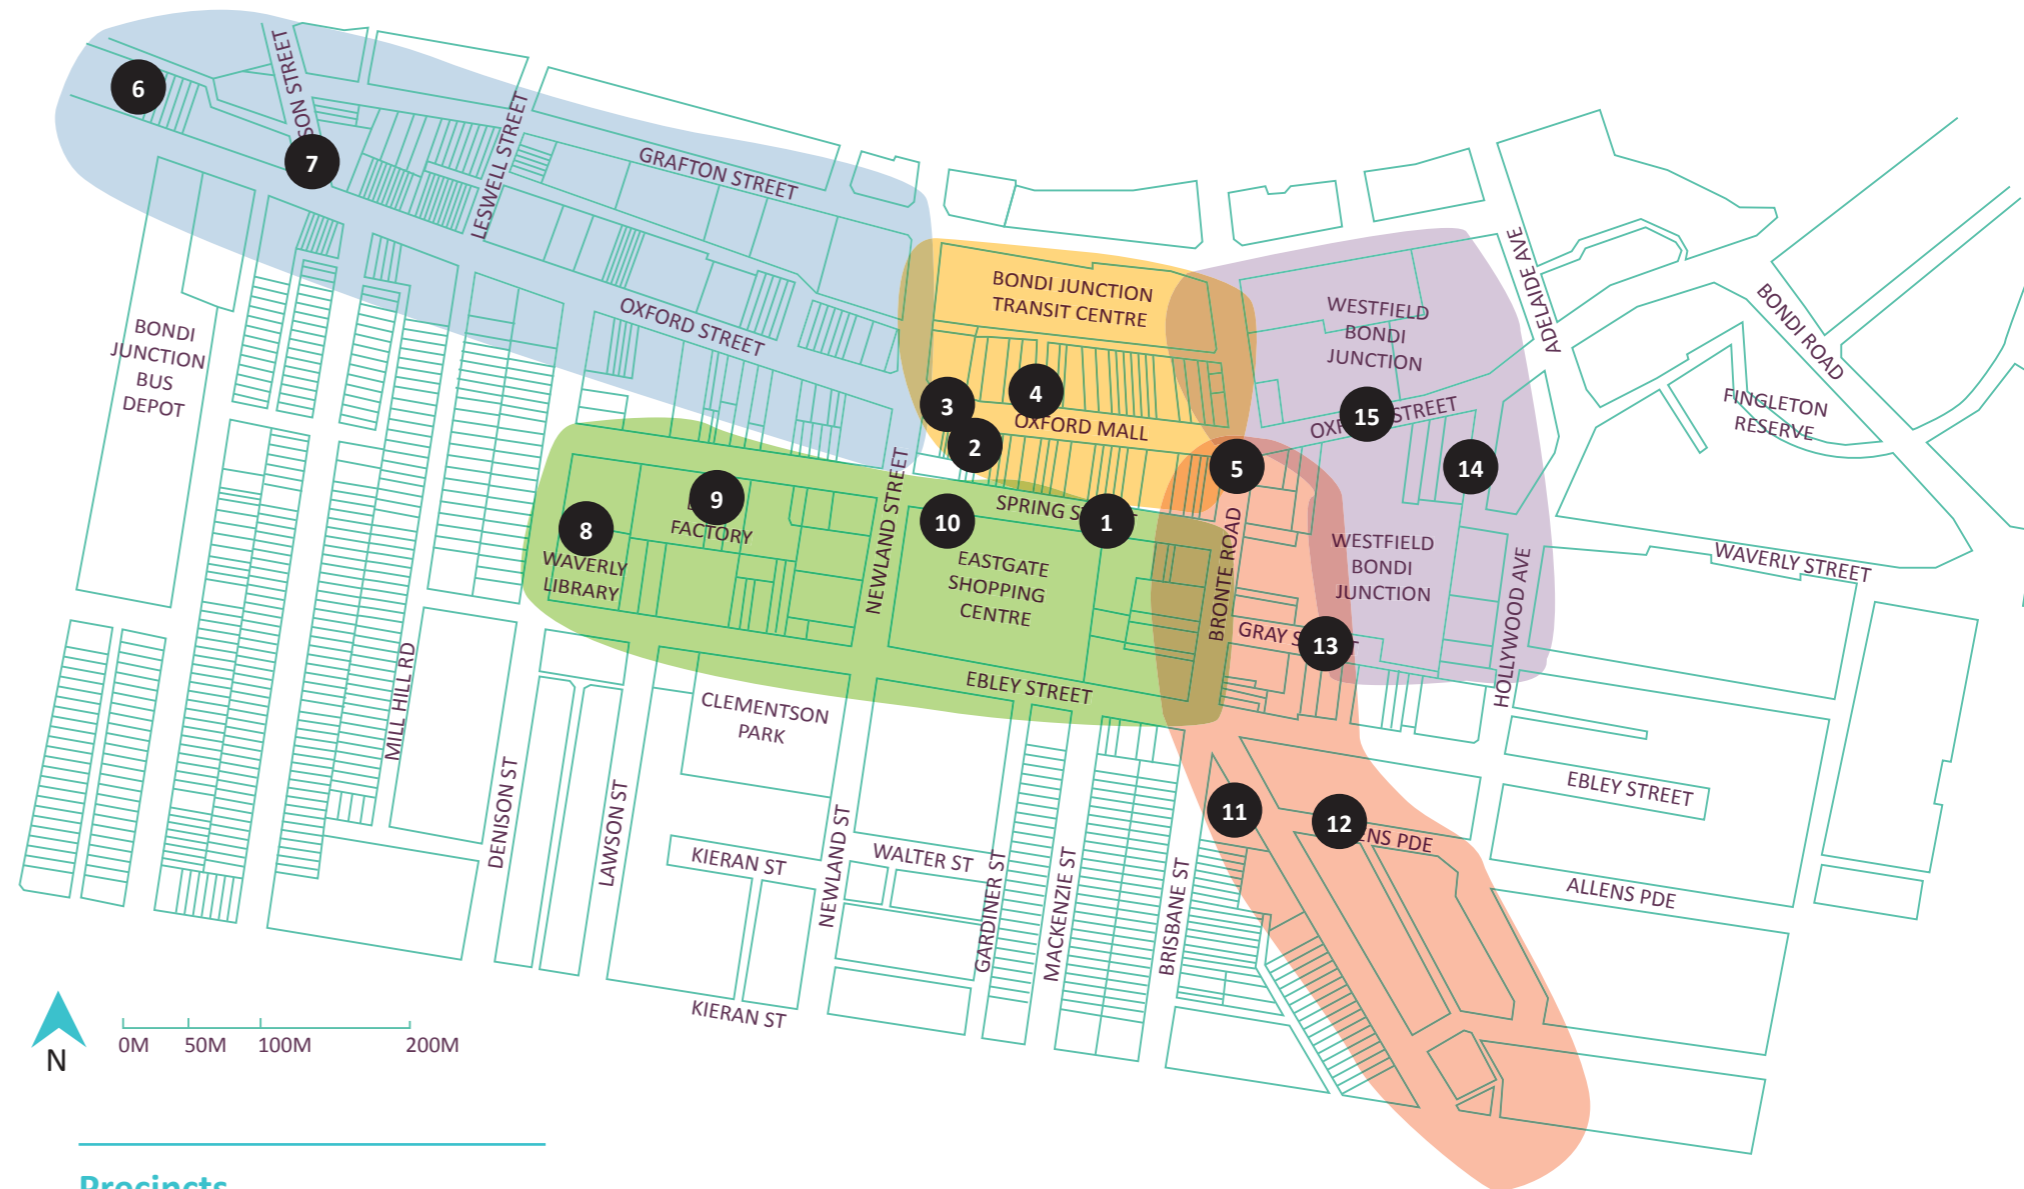 6
SON STREET
7
LESWELL STREET
GRAFTON STREET
OXFORD STREET
BONDI
JUNCTION
BUS
DEPOT
BONDI JUNCTION
TRANSIT CENTRE
3
4
2
OXFORD MALL
WESTFIELD
BONDI
JUNCTION
ADELAIDE AVE
BONDI ROAD
FINGLETON
RESERVE
15
STREET
14
5
8
9
FACTORY
WAVERLY
LIBRARY
NEWLAND STREET
10
SPRING S
1
EASTGATE
SHOPPING
CENTRE
BRONTE ROAD
WESTFIELD
BONDI
JUNCTION
HOLLYWOOD AVE
WAVERLY STREET
GRAY S
T
13
EBLEY STREET
MILL HILL RD
CLEMENTSON
PARK
DENISON ST
LAWSON ST
NEWLAND ST
KIERAN ST
WALTER ST
GARDINER ST
MACKENZIE ST
BRISBANE ST
11
12
ENS PDE
EBLEY STREET
ALLENS PDE
KIERAN ST
N
0M 50M 100M 200M
Precincts